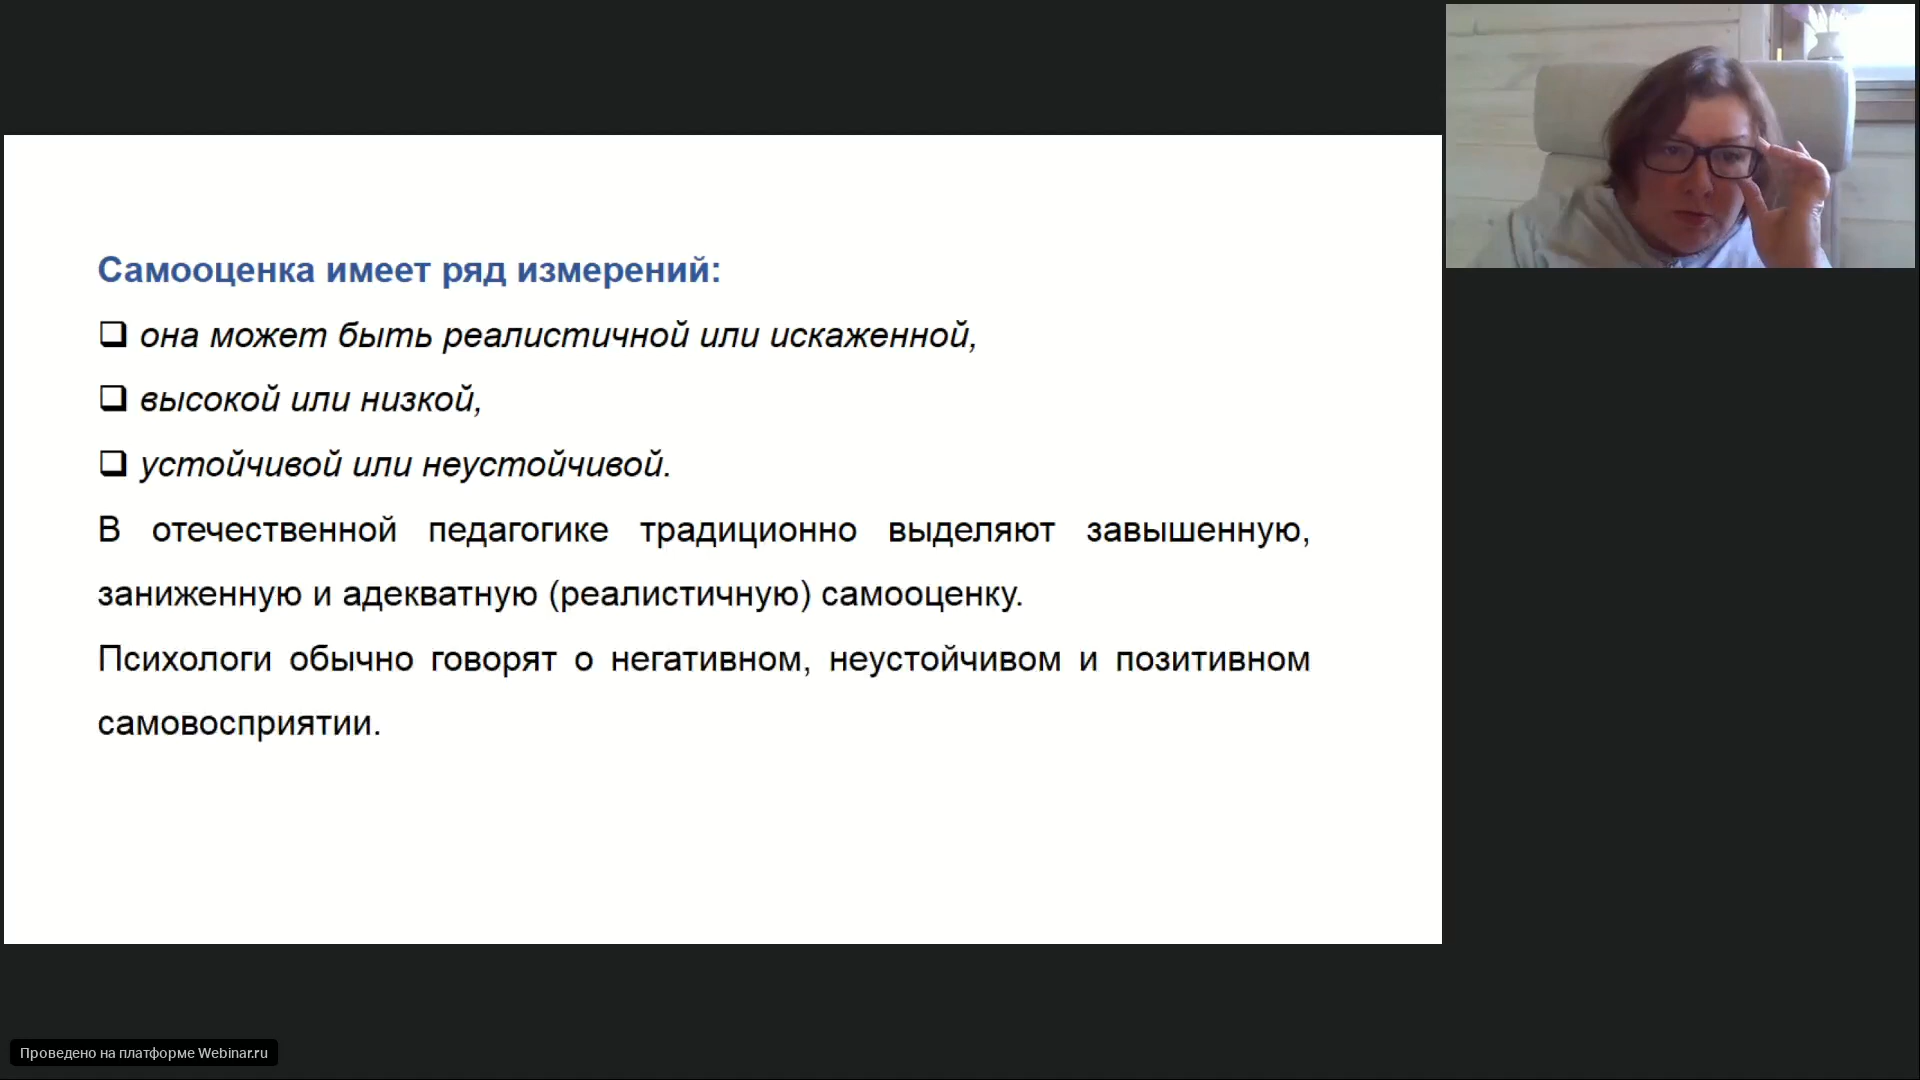 Самооценка имеет ряд измерений:
она может быть реалистичной или искаженной,
высокой или низкой,
устойчивой или неустойчивой.
В отечественной педагогике традиционно выделяют завышенную,
заниженную и адекватную (реалистичную) самооценку.
Психологи обычно говорят о негативном, неустойчивом и позитивном
самовосприятии.
Проведено на платформе Webinar.ru